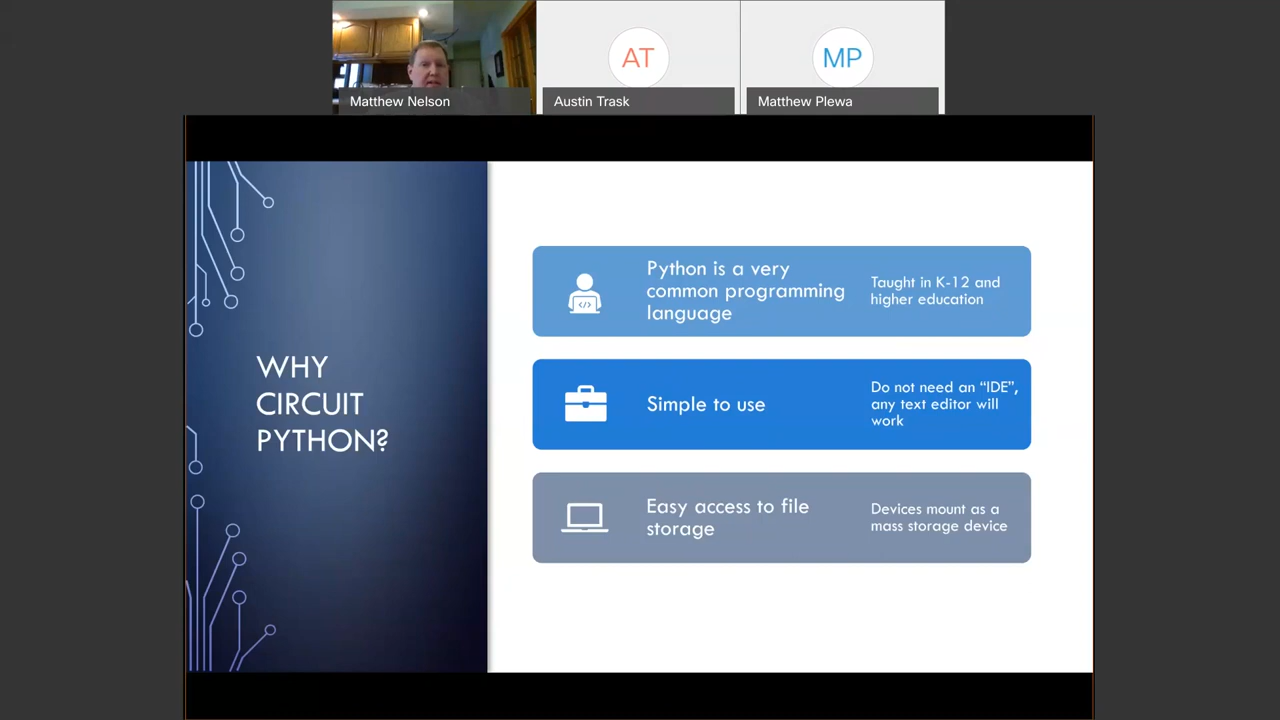 AT
MP
Matthew Nelson
Austin Trask
Matthew Plewa
WHY
CIRCUIT
PYTHON?
Python is a very
common programming
language
Taught in K-12 and
higher education
Simple to use
Do not need an “IDE”,
any text editor will
work
Easy access to file
storage
Devices mount as a
mass storage device